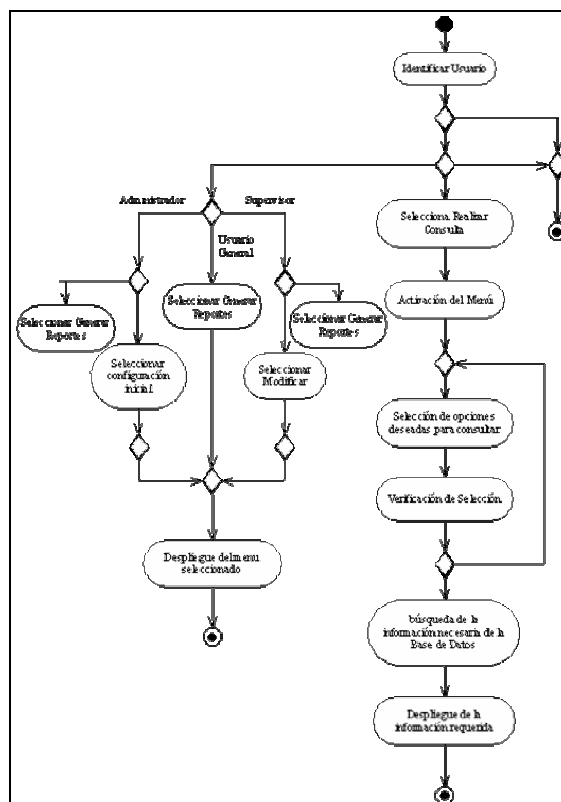 Identificar Usuario
Administrador
Supervisor
Usuario
General
Selecciona Realizar
Consulta
Seleccionar Generar
Reportes
Activación del Menú
Seleccionar Generar
Reportes
Seleccionar Generar
Reportes
Seleccionar
configuración
inicial
Seleccionar
Modificar
Selección de opciones
deseadas para consultar
Verificación de Selección
Despliegue del menu
seleccionado
búsqueda de la
información necesaria de la
Base de Datos
Despliegue de la
información requerida